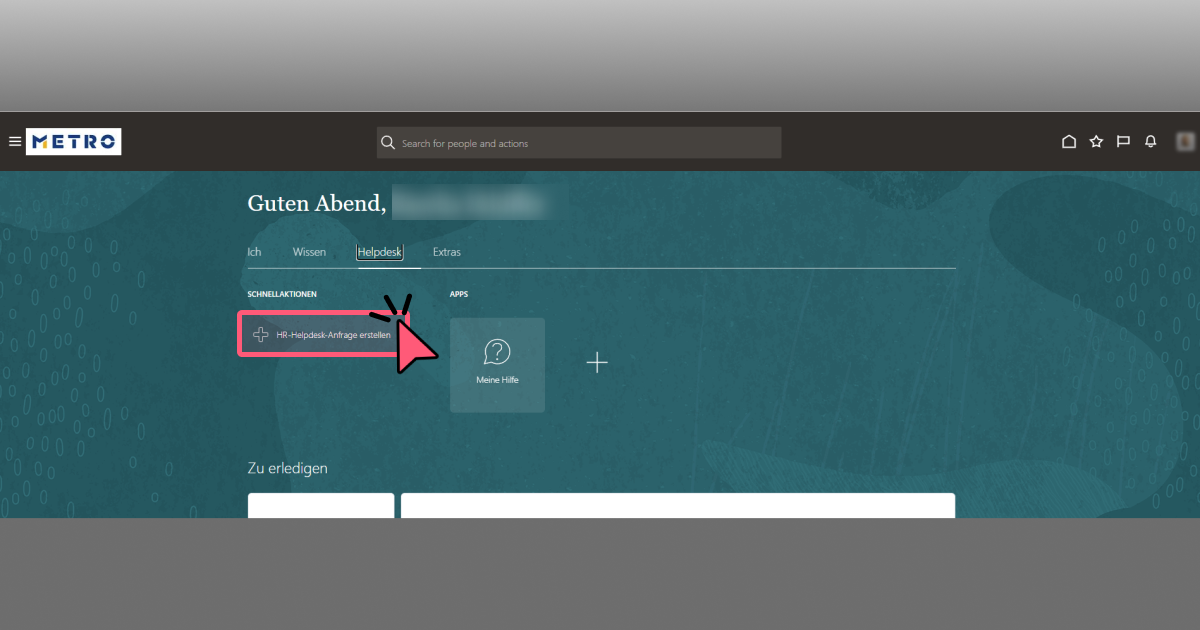 METRO
Search for people and actions
Guten Abend,
Ich Wissen Helpdesk Extras
SCHNELLAKTIONEN APPS
HR-Helpdesk-Anfrage erstellen
Meine Hilfe
Zu erledigen